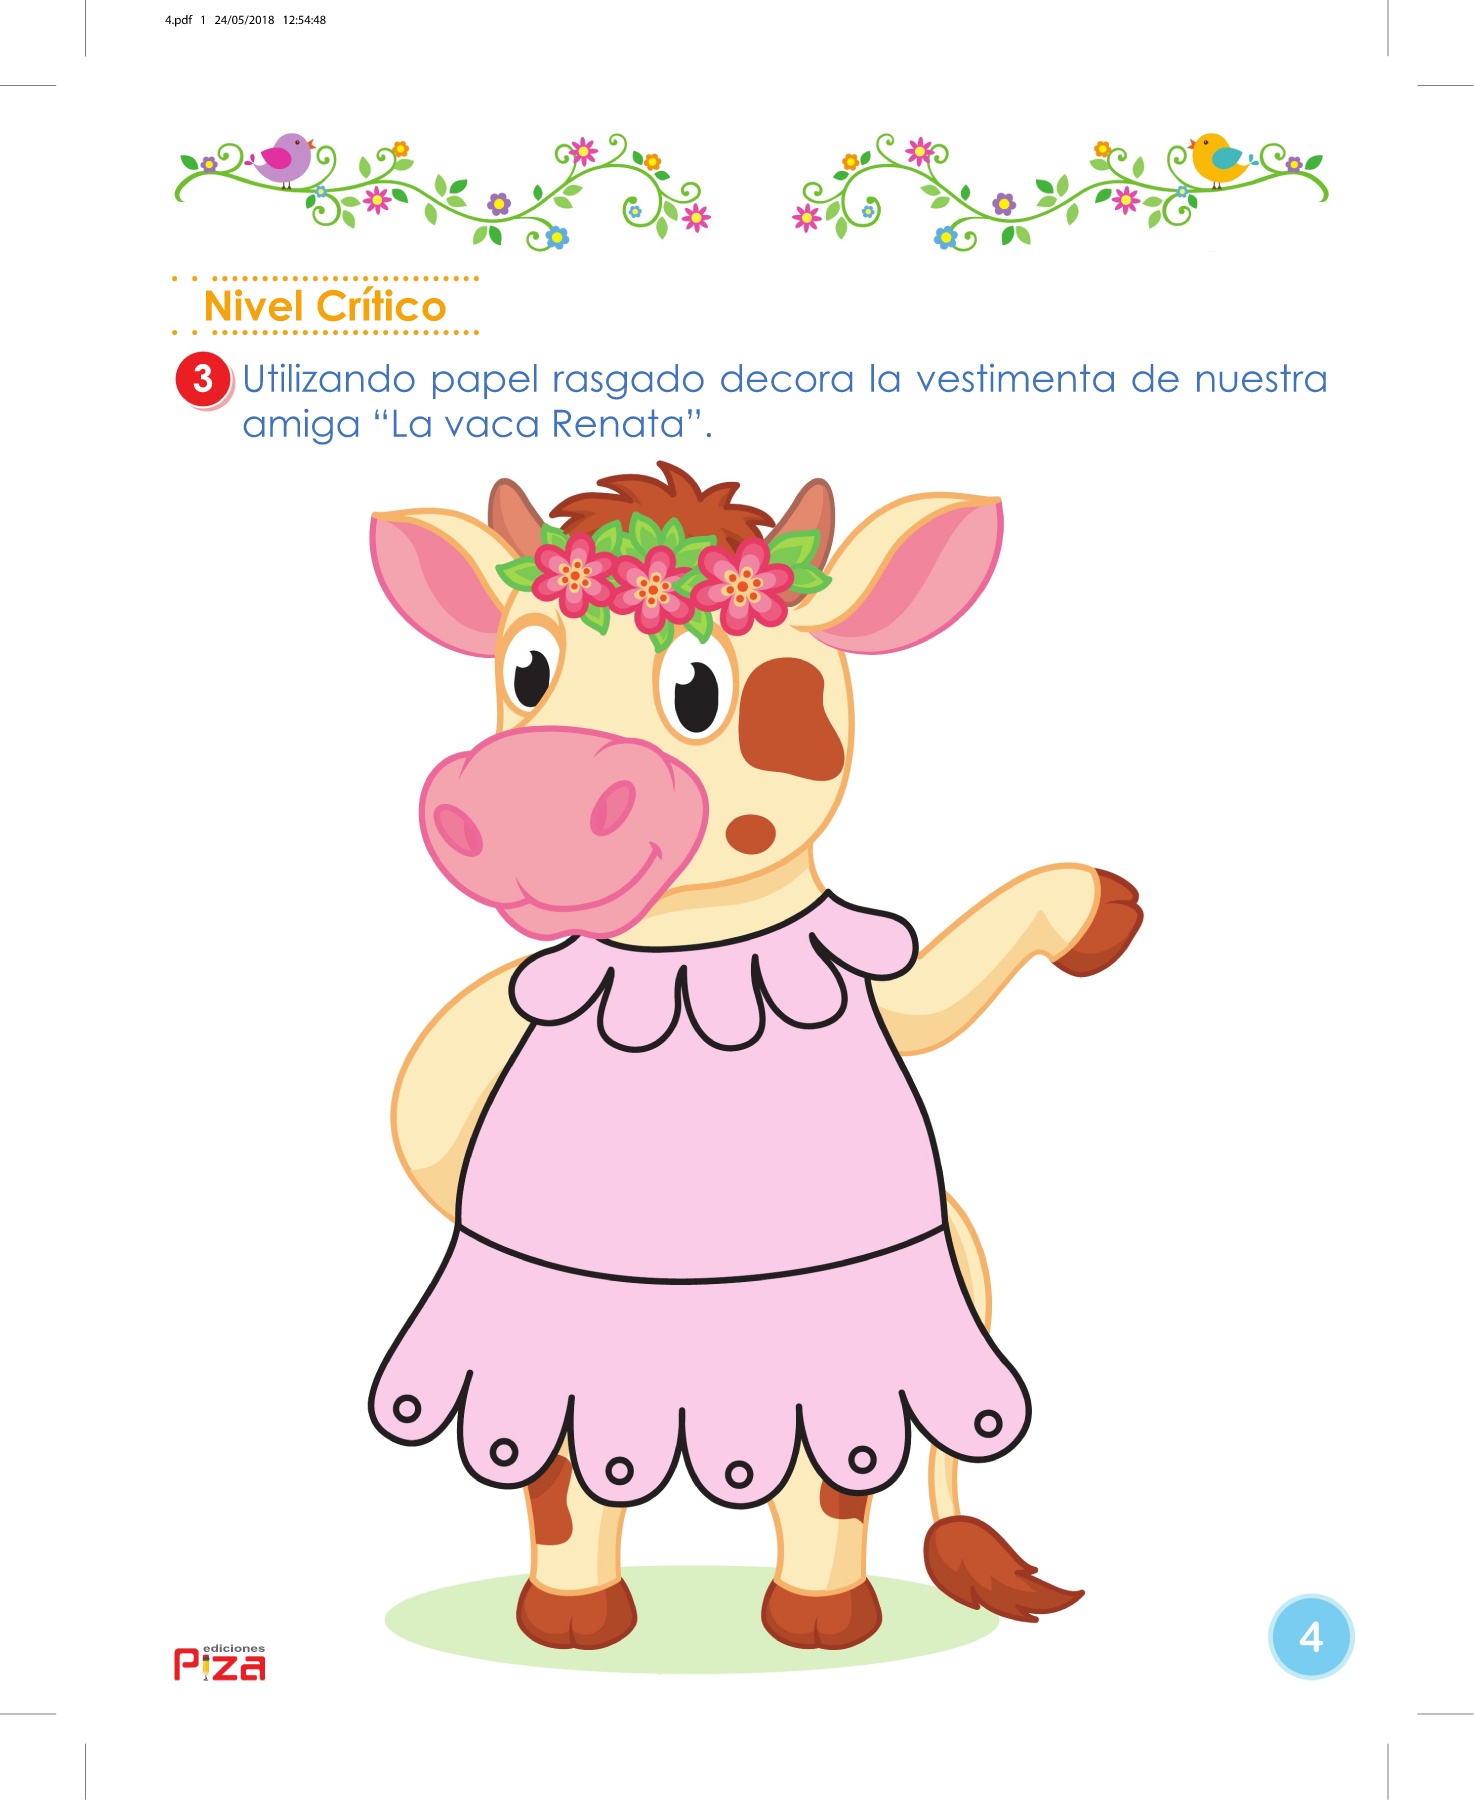 4.pdf 1 24/05/2018 12:54:48
Nivel Crítico
3 Utilizando papel rasgado decora la vestimenta de nuestra
amiga “La vaca Renata”.
ediciones
Piza
4